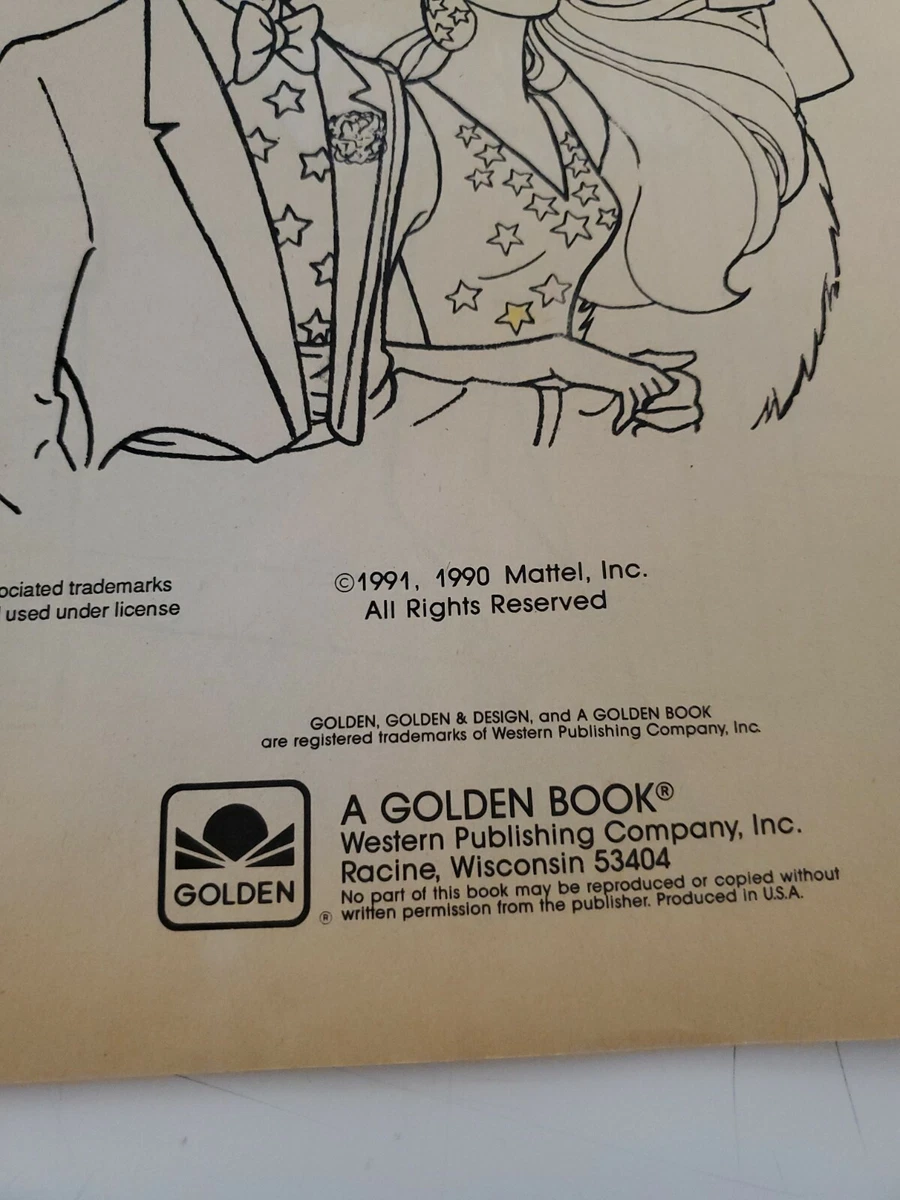 ociated trademarks
used under license
©1991, 1990 Mattel, Inc.
All Rights Reserved
GOLDEN, GOLDEN & DESIGN, and A GOLDEN BOOK
are registered trademarks of Western Publishing Company, Inc.
GOLDEN
®
A GOLDEN BOOK®
Western Publishing Company, Inc.
Racine, Wisconsin 53404
No part of this book may be reproduced or copied without
written permission from the publisher. Produced in U.S.A.